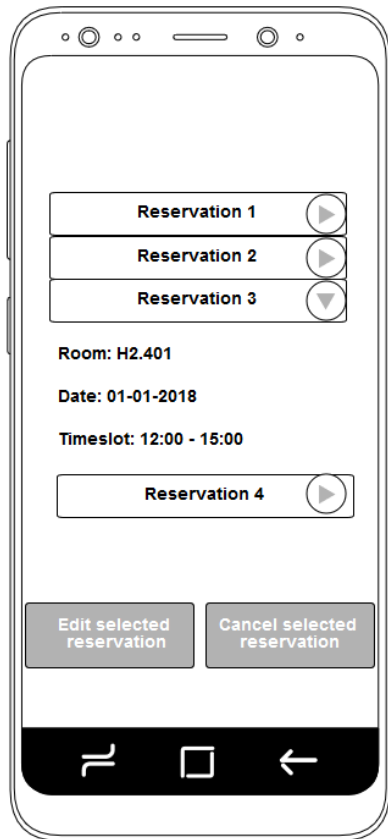 Reservation 1
Reservation 2
Reservation 3
Room: H2.401
Date: 01-01-2018
Timeslot: 12:00 - 15:00
Reservation 4
Edit selected
reservation
Cancel selected
reservation